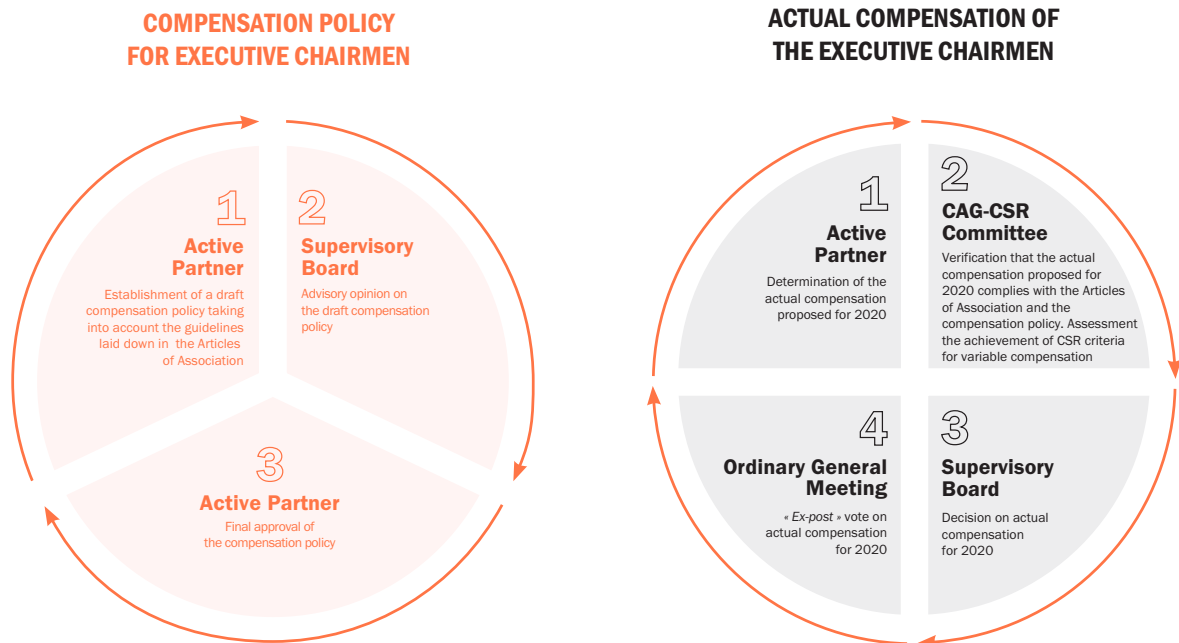 COMPENSATION POLICY
FOR EXECUTIVE CHAIRMEN
1
Active
Partner
Establishment of a draft
compensation policy taking
into account the guidelines
laid down in the Articles
of Association
2
Supervisory
Board
Advisory opinion on
the draft compensation
policy
3
Active Partner
Final approval of
the compensation policy
ACTUAL COMPENSATION OF
THE EXECUTIVE CHAIRMEN
1
Active
Partner
Determination of the
actual compensation
proposed for 2020
2
CAG-CSR
Committee
Verification that the actual
compensation proposed for
2020 complies with the Articles
of Association and the
compensation policy. Assessment
the achievement of CSR criteria
for variable compensation
3
Supervisory
Board
Decision on actual
compensation
for 2020
4
Ordinary General
Meeting
« Ex-post » vote on
actual compensation
for 2020